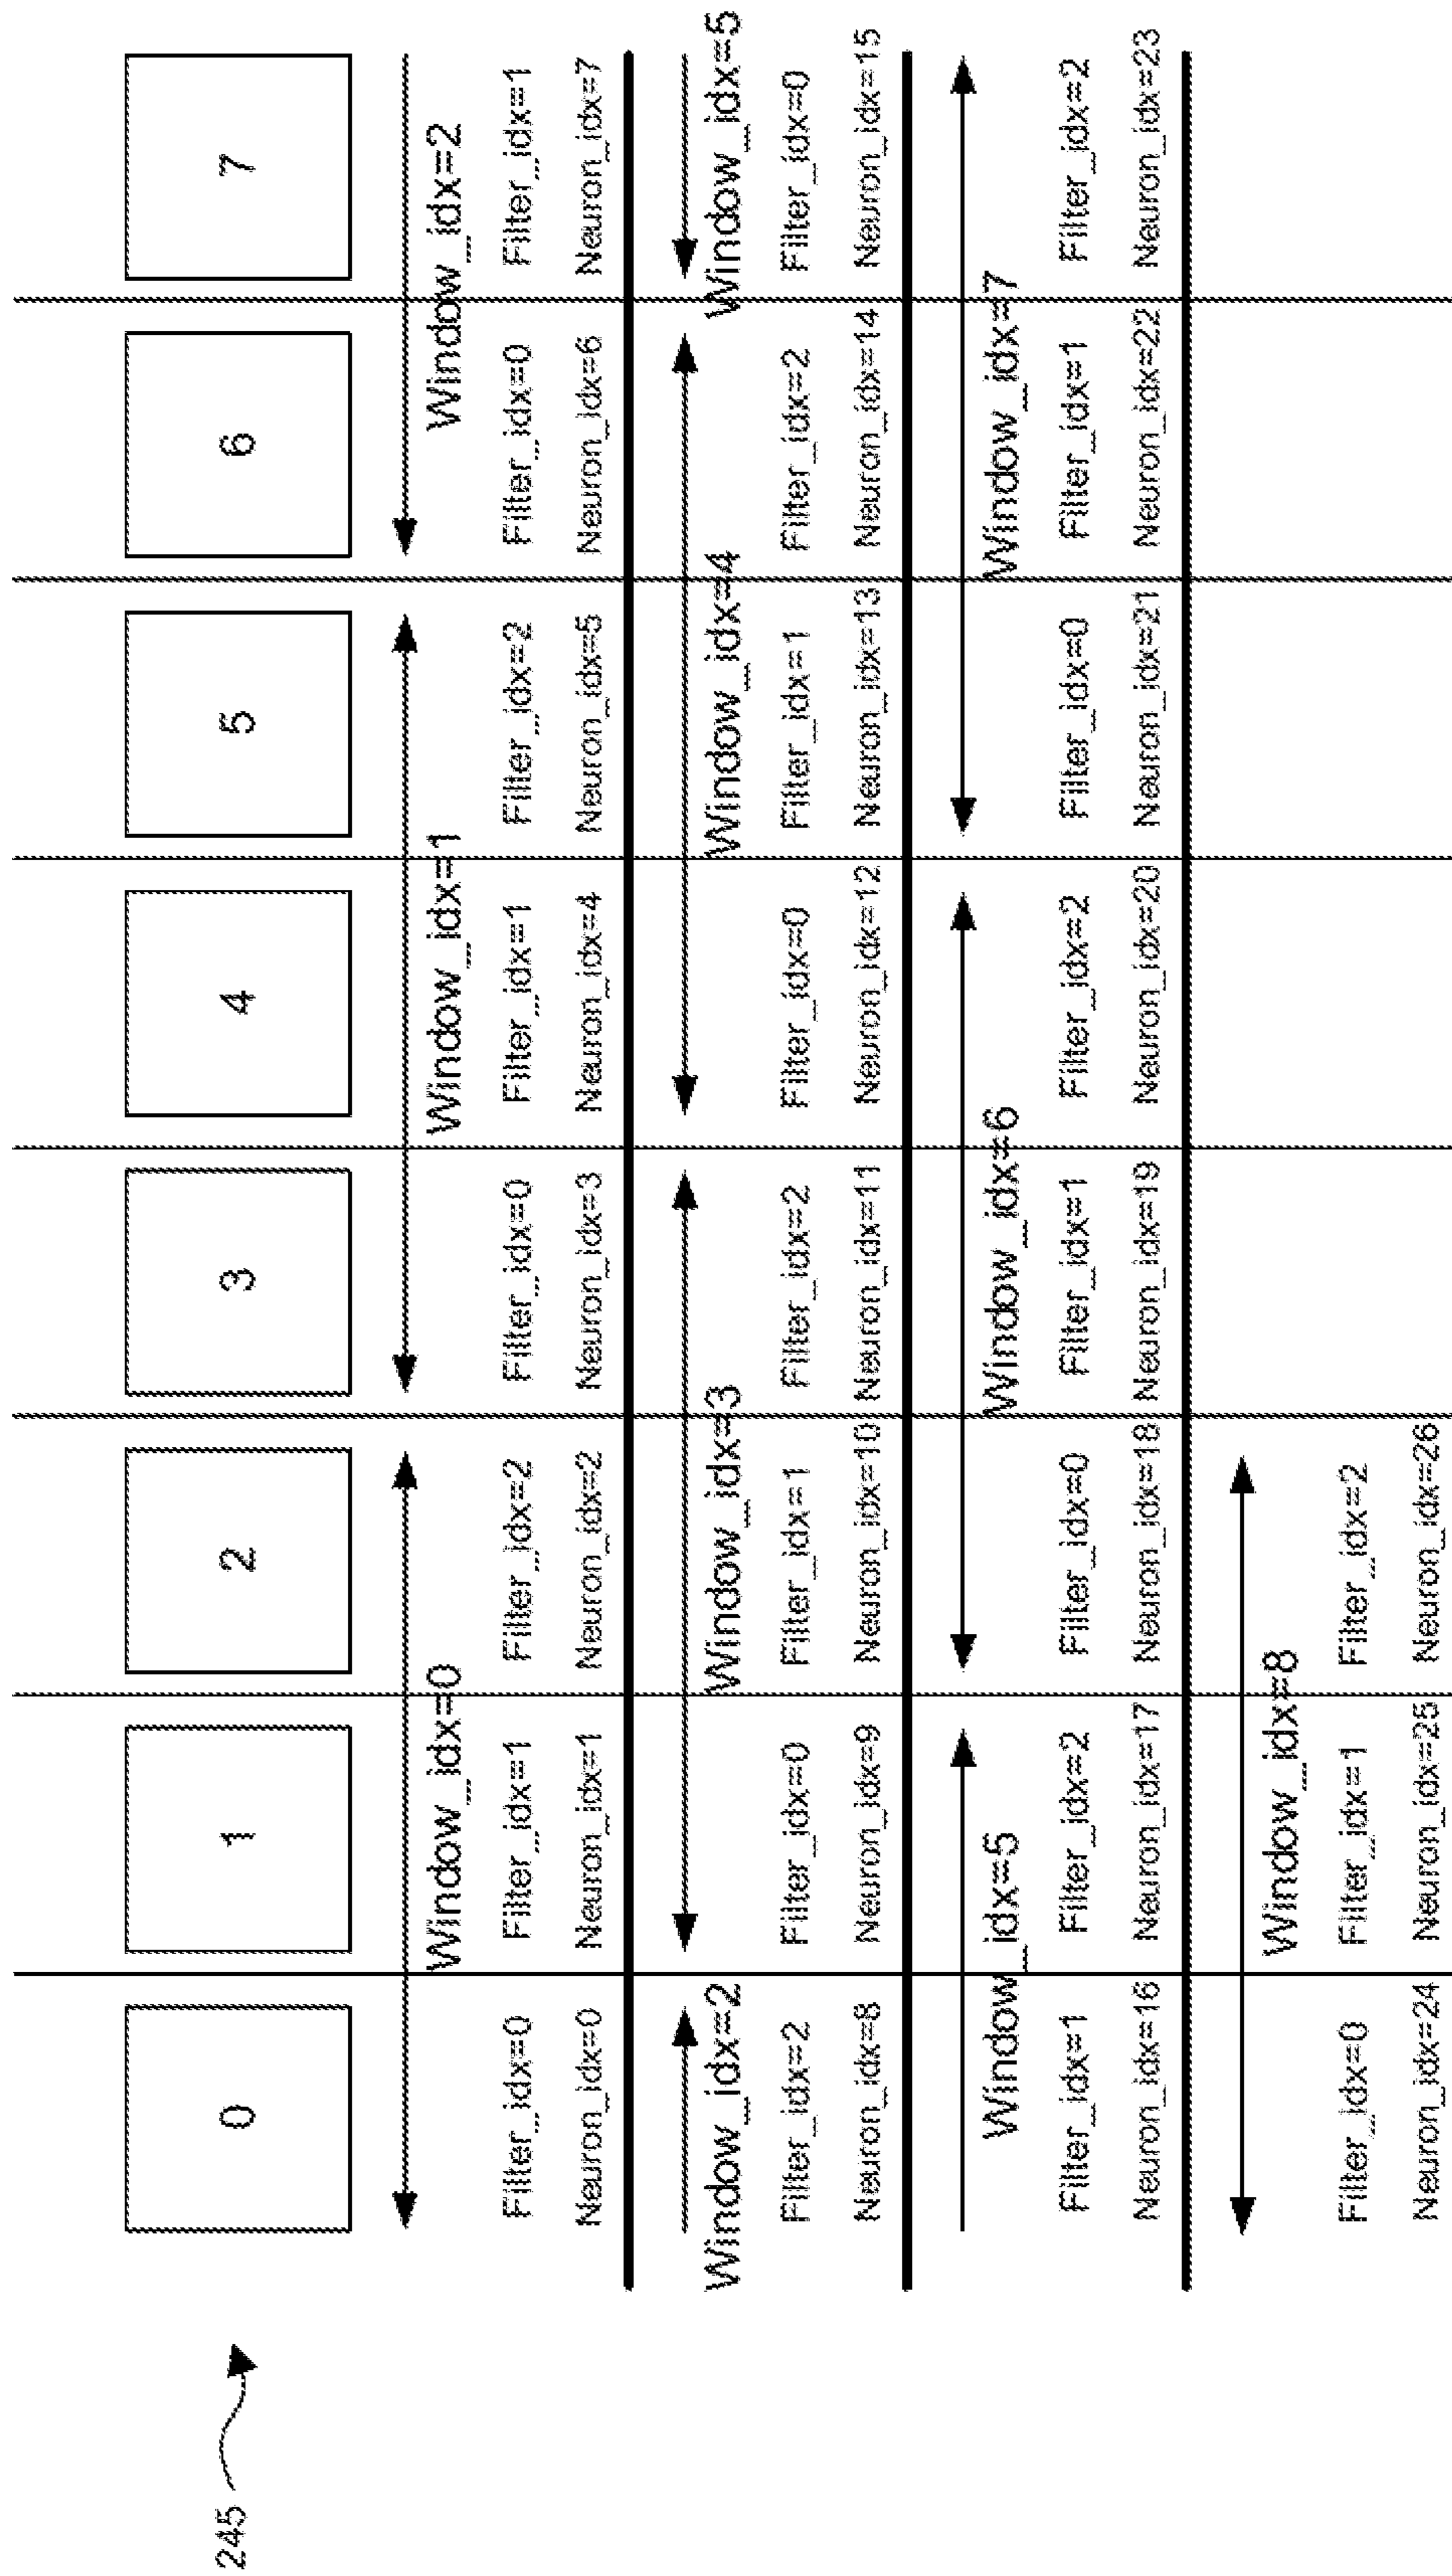 245
0 1 2 3 4 5 6 7
Window_idx=0 Window_idx=1 Window_idx=2
Filter_idx=0 Filter_idx=1 Filter_idx=2 Filter_idx=0 Filter_idx=1 Filter_idx=2 Filter_idx=0 Filter_idx=1
Neuron_idx=0 Neuron_idx=1 Neuron_idx=2 Neuron_idx=3 Neuron_idx=4 Neuron_idx=5 Neuron_idx=6 Neuron_idx=7
Window_idx=2 Window_idx=3 Window_idx=4 Window_idx=5
Filter_idx=2 Filter_idx=0 Filter_idx=1 Filter_idx=2 Filter_idx=0 Filter_idx=1 Filter_idx=2 Filter_idx=0
Neuron_idx=8 Neuron_idx=9 Neuron_idx=10 Neuron_idx=11 Neuron_idx=12 Neuron_idx=13 Neuron_idx=14 Neuron_idx=15
Window_idx=5 Window_idx=6 Window_idx=7
Filter_idx=1 Filter_idx=2 Filter_idx=0 Filter_idx=1 Filter_idx=2 Filter_idx=0 Filter_idx=1 Filter_idx=2
Neuron_idx=16 Neuron_idx=17 Neuron_idx=18 Neuron_idx=19 Neuron_idx=20 Neuron_idx=21 Neuron_idx=22 Neuron_idx=23
Window_idx=8
Filter_idx=0 Filter_idx=1 Filter_idx=2
Neuron_idx=24 Neuron_idx=25 Neuron_idx=26